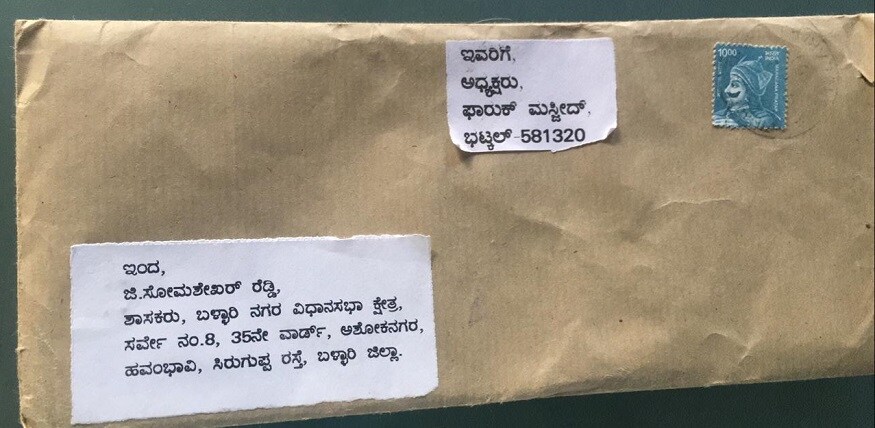 ಇವರಿಗೆ,
ಅಧ್ಯಕ್ಷರು,
ಫಾರುಕ್ ಮಸ್ಜೀದ್,
ಭಟ್ಕಲ್-581320
1000
ಇಂದ,
ಜಿ.ಸೋಮಶೇಖರ್ ರೆಡ್ಡಿ,
ಶಾಸಕರು, ಬಳ್ಳಾರಿ ನಗರ ವಿಧಾನಸಭಾ ಕ್ಷೇತ್ರ,
ಸರ್ವೇ ನಂ.8, 35ನೇ ವಾರ್ಡ್, ಅಶೋಕನಗರ,
ಹವಂಭಾವಿ, ಸಿರುಗುಪ್ಪ ರಸ್ತೆ, ಬಳ್ಳಾರಿ ಜಿಲ್ಲಾ.